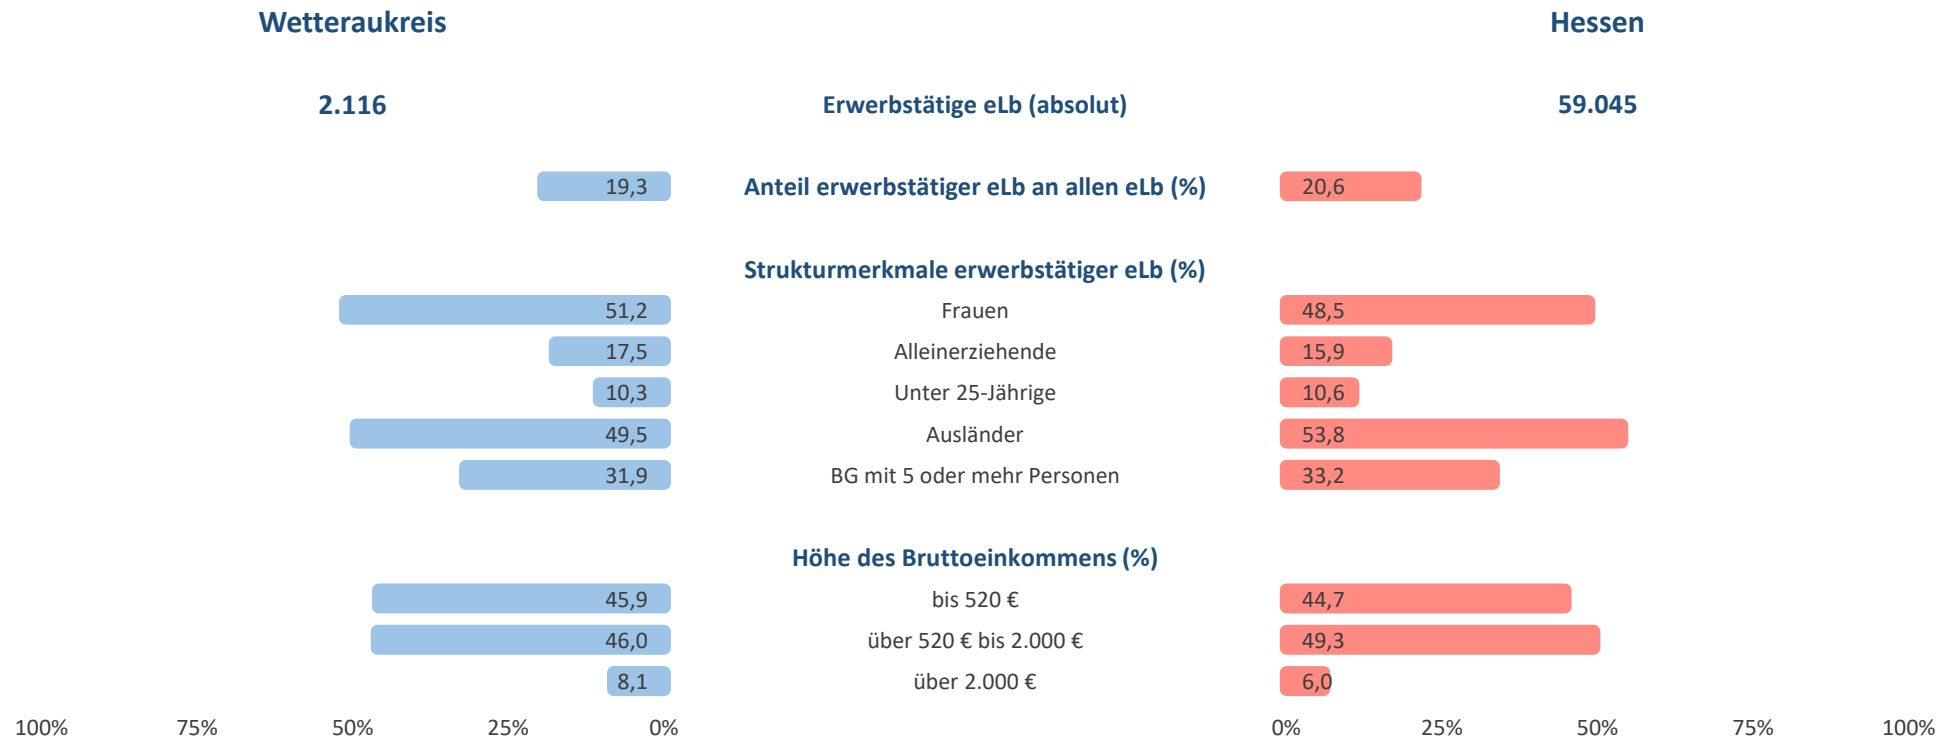 Wetteraukreis Hessen
2.116 Erwerbstätige eLb (absolut) 59.045
19,3 Anteil erwerbstätiger eLb an allen eLb (%) 20,6
Strukturmerkmale erwerbstätiger eLb (%)
51,2 Frauen 48,5
17,5 Alleinerziehende 15,9
10,3 Unter 25-Jährige 10,6
49,5 Ausländer 53,8
31,9 BG mit 5 oder mehr Personen 33,2
Höhe des Bruttoeinkommens (%)
45,9 bis 520 € 44,7
46,0 über 520 € bis 2.000 € 49,3
8,1 über 2.000 € 6,0
100% 75% 50% 25% 0% 0% 25% 50% 75% 100%